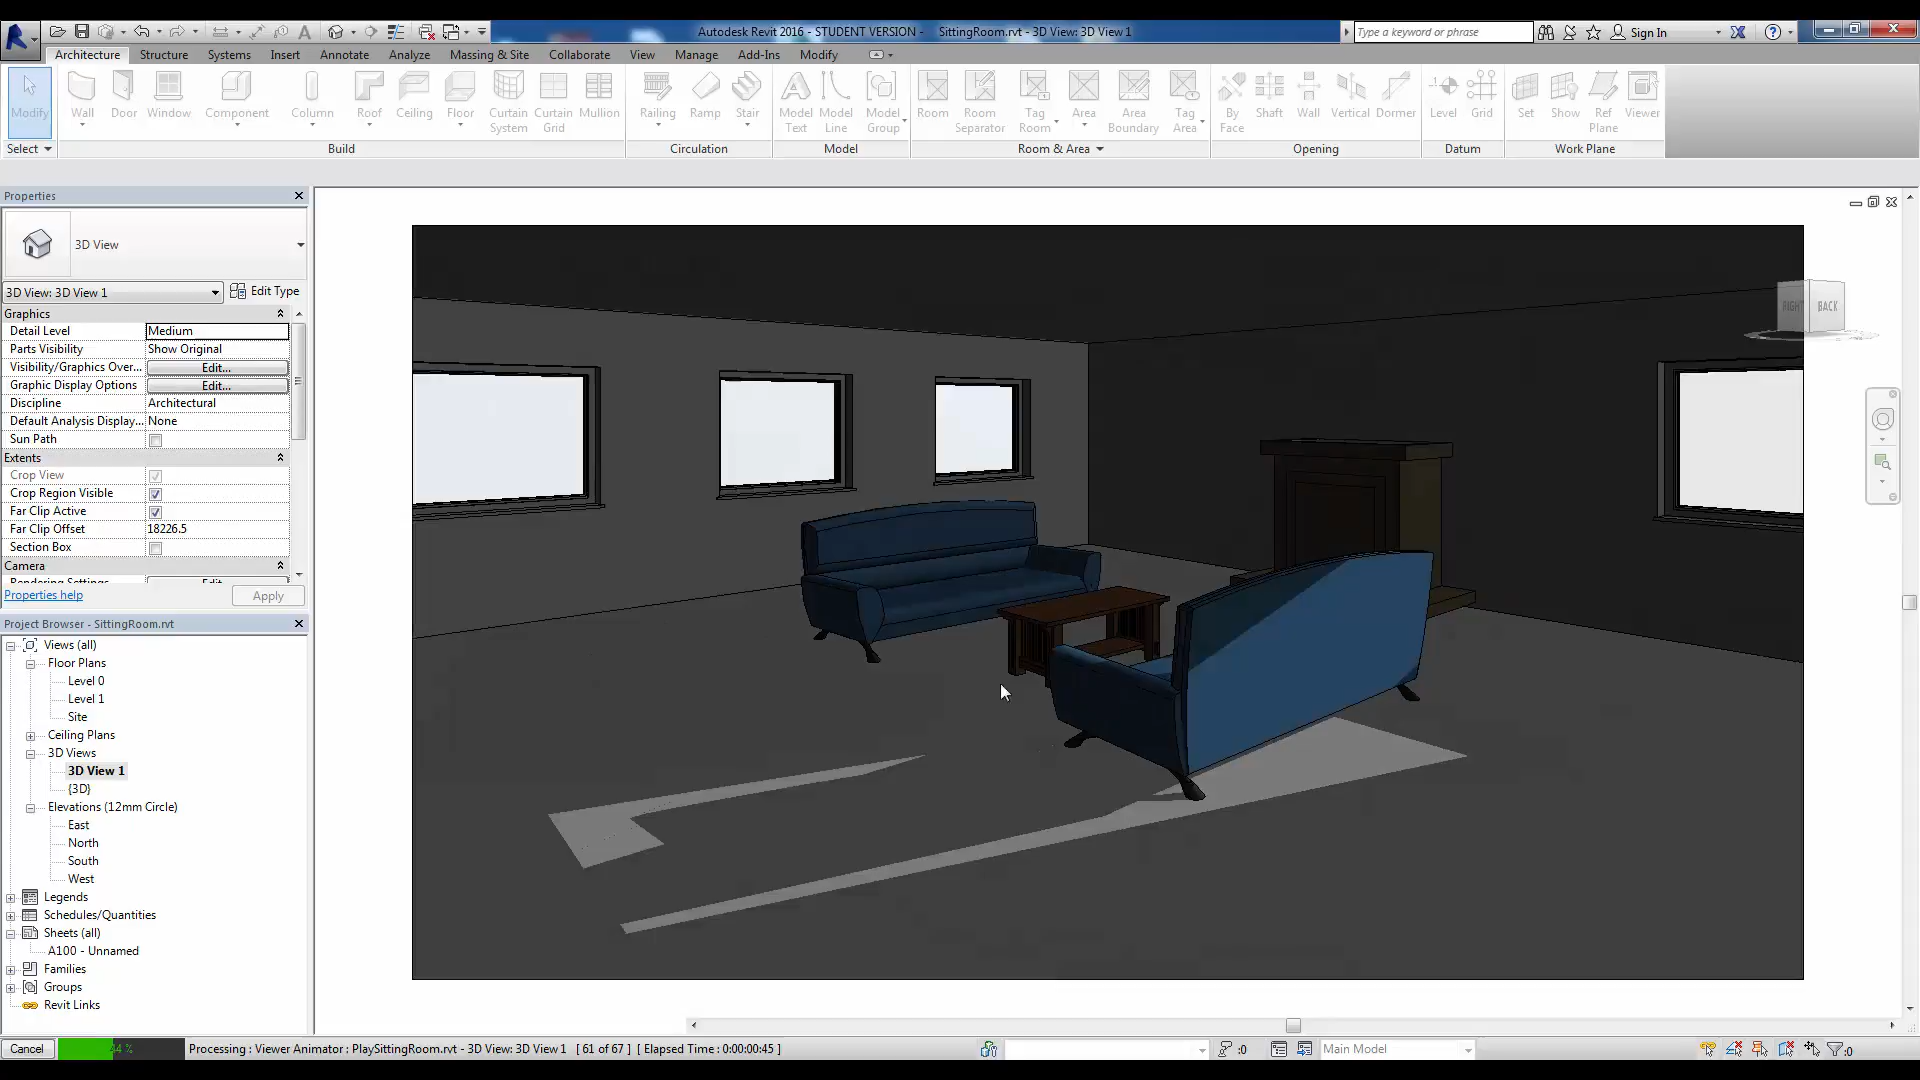 Autodesk Revit 2016 - STUDENT VERSION - SittingRoom.rvt - 3D View: 3D View 1
Type a keyword or phrase
Sign In
Architecture Structure Systems Insert Annotate Analyze Massing & Site Collaborate View Manage Add-Ins Modify
Modify Wall Door Window Component Column Roof Ceiling Floor Curtain System Curtain Grid Mullion Railing Ramp Stair Model Text Model Line Model Group Room Room Separator Tag Room Area Area Boundary Tag Area By Face Shaft Wall Vertical Dormer Level Grid Set Show Ref Plane Viewer
Select Build Circulation Model Room & Area Opening Datum Work Plane
Properties
3D View
3D View: 3D View 1 Edit Type
Graphics
Detail Level Medium
Parts Visibility Show Original
Visibility/Graphics Over... Edit...
Graphic Display Options Edit...
Discipline Architectural
Default Analysis Display... None
Sun Path
Extents
Crop View
Crop Region Visible
Far Clip Active
Far Clip Offset 18226.5
Section Box
Camera
Rendering Settings Edit...
Properties help Apply
Project Browser - SittingRoom.rvt
Views (all)
Floor Plans
Level 0
Level 1
Site
Ceiling Plans
3D Views
3D View 1
{3D}
Elevations (12mm Circle)
East
North
South
West
Legends
Schedules/Quantities
Sheets (all)
A100 - Unnamed
Families
Groups
Revit Links
RIGHT BACK
Cancel 44 % Processing : Viewer Animator : PlaySittingRoom.rvt - 3D View: 3D View 1 [ 61 of 67 ] [ Elapsed Time : 0:00:00:45 ]
:0
Main Model
:0